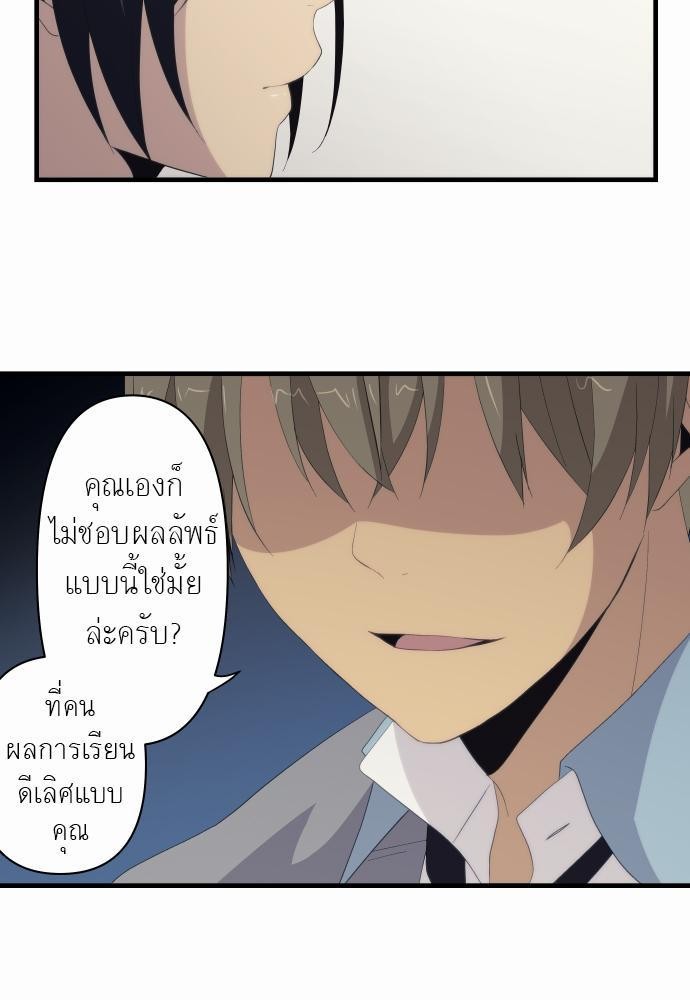 คุณเองก็
ไม่ชอบผลลัพธ์
แบบนี้ใช่มั้ย
ล่ะครับ?
ที่คน
ผลการเรียน
ดีเลิศแบบ
คุณ